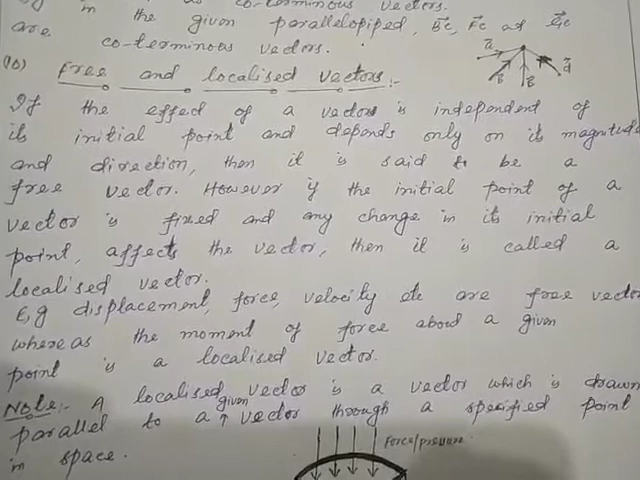 in the given parallelopiped, B⃗c, F⃗c and G⃗c
are co-terminous vectors.
(10) Free and localised vectors:-
a⃗ B⃗ B⃗ d⃗
If the effect of a vector is independent of
its initial point and depends only on its magnitude
and direction, then it is said to be a
free vector. However if the initial point of a
vector is fixed and any change in its initial
point, affects the vector, then it is called a
localised vector.
E,g displacement, force, velocity etc are free vector
where as the moment of force about a given
point is a localised vector.
Note:- A localised vector is a vector which is drawn
parallel to a given vector through a specified point
in space.
Force/pressure